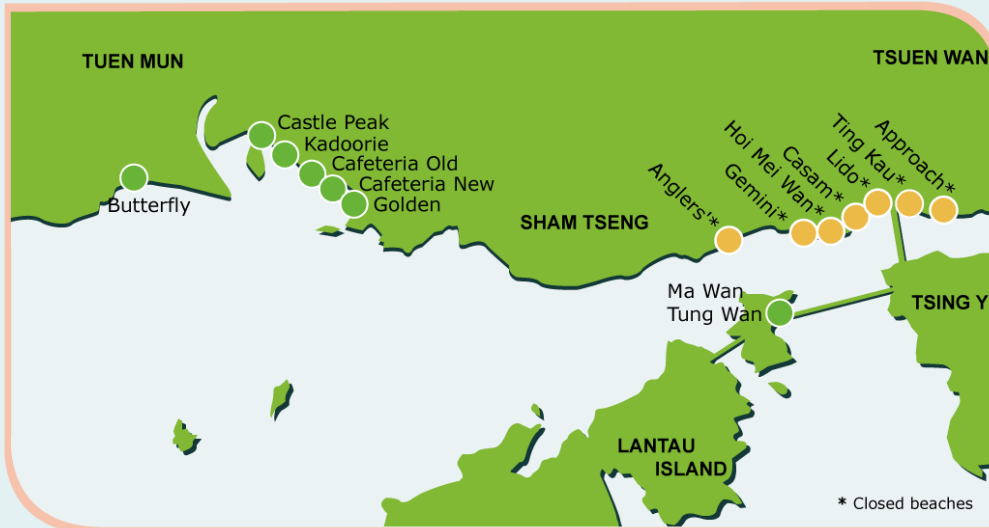 TUEN MUN
TSUEN WAN
Castle Peak
Kadoorie
Cafeteria Old
Cafeteria New
Golden
Butterfly
SHAM TSENG
Anglers'*
Gemini*
Hoi Mei Wan*
Casam*
Lido*
Ting Kau*
Approach*
Ma Wan
Tung Wan
TSING Y
LANTAU
ISLAND
* Closed beaches